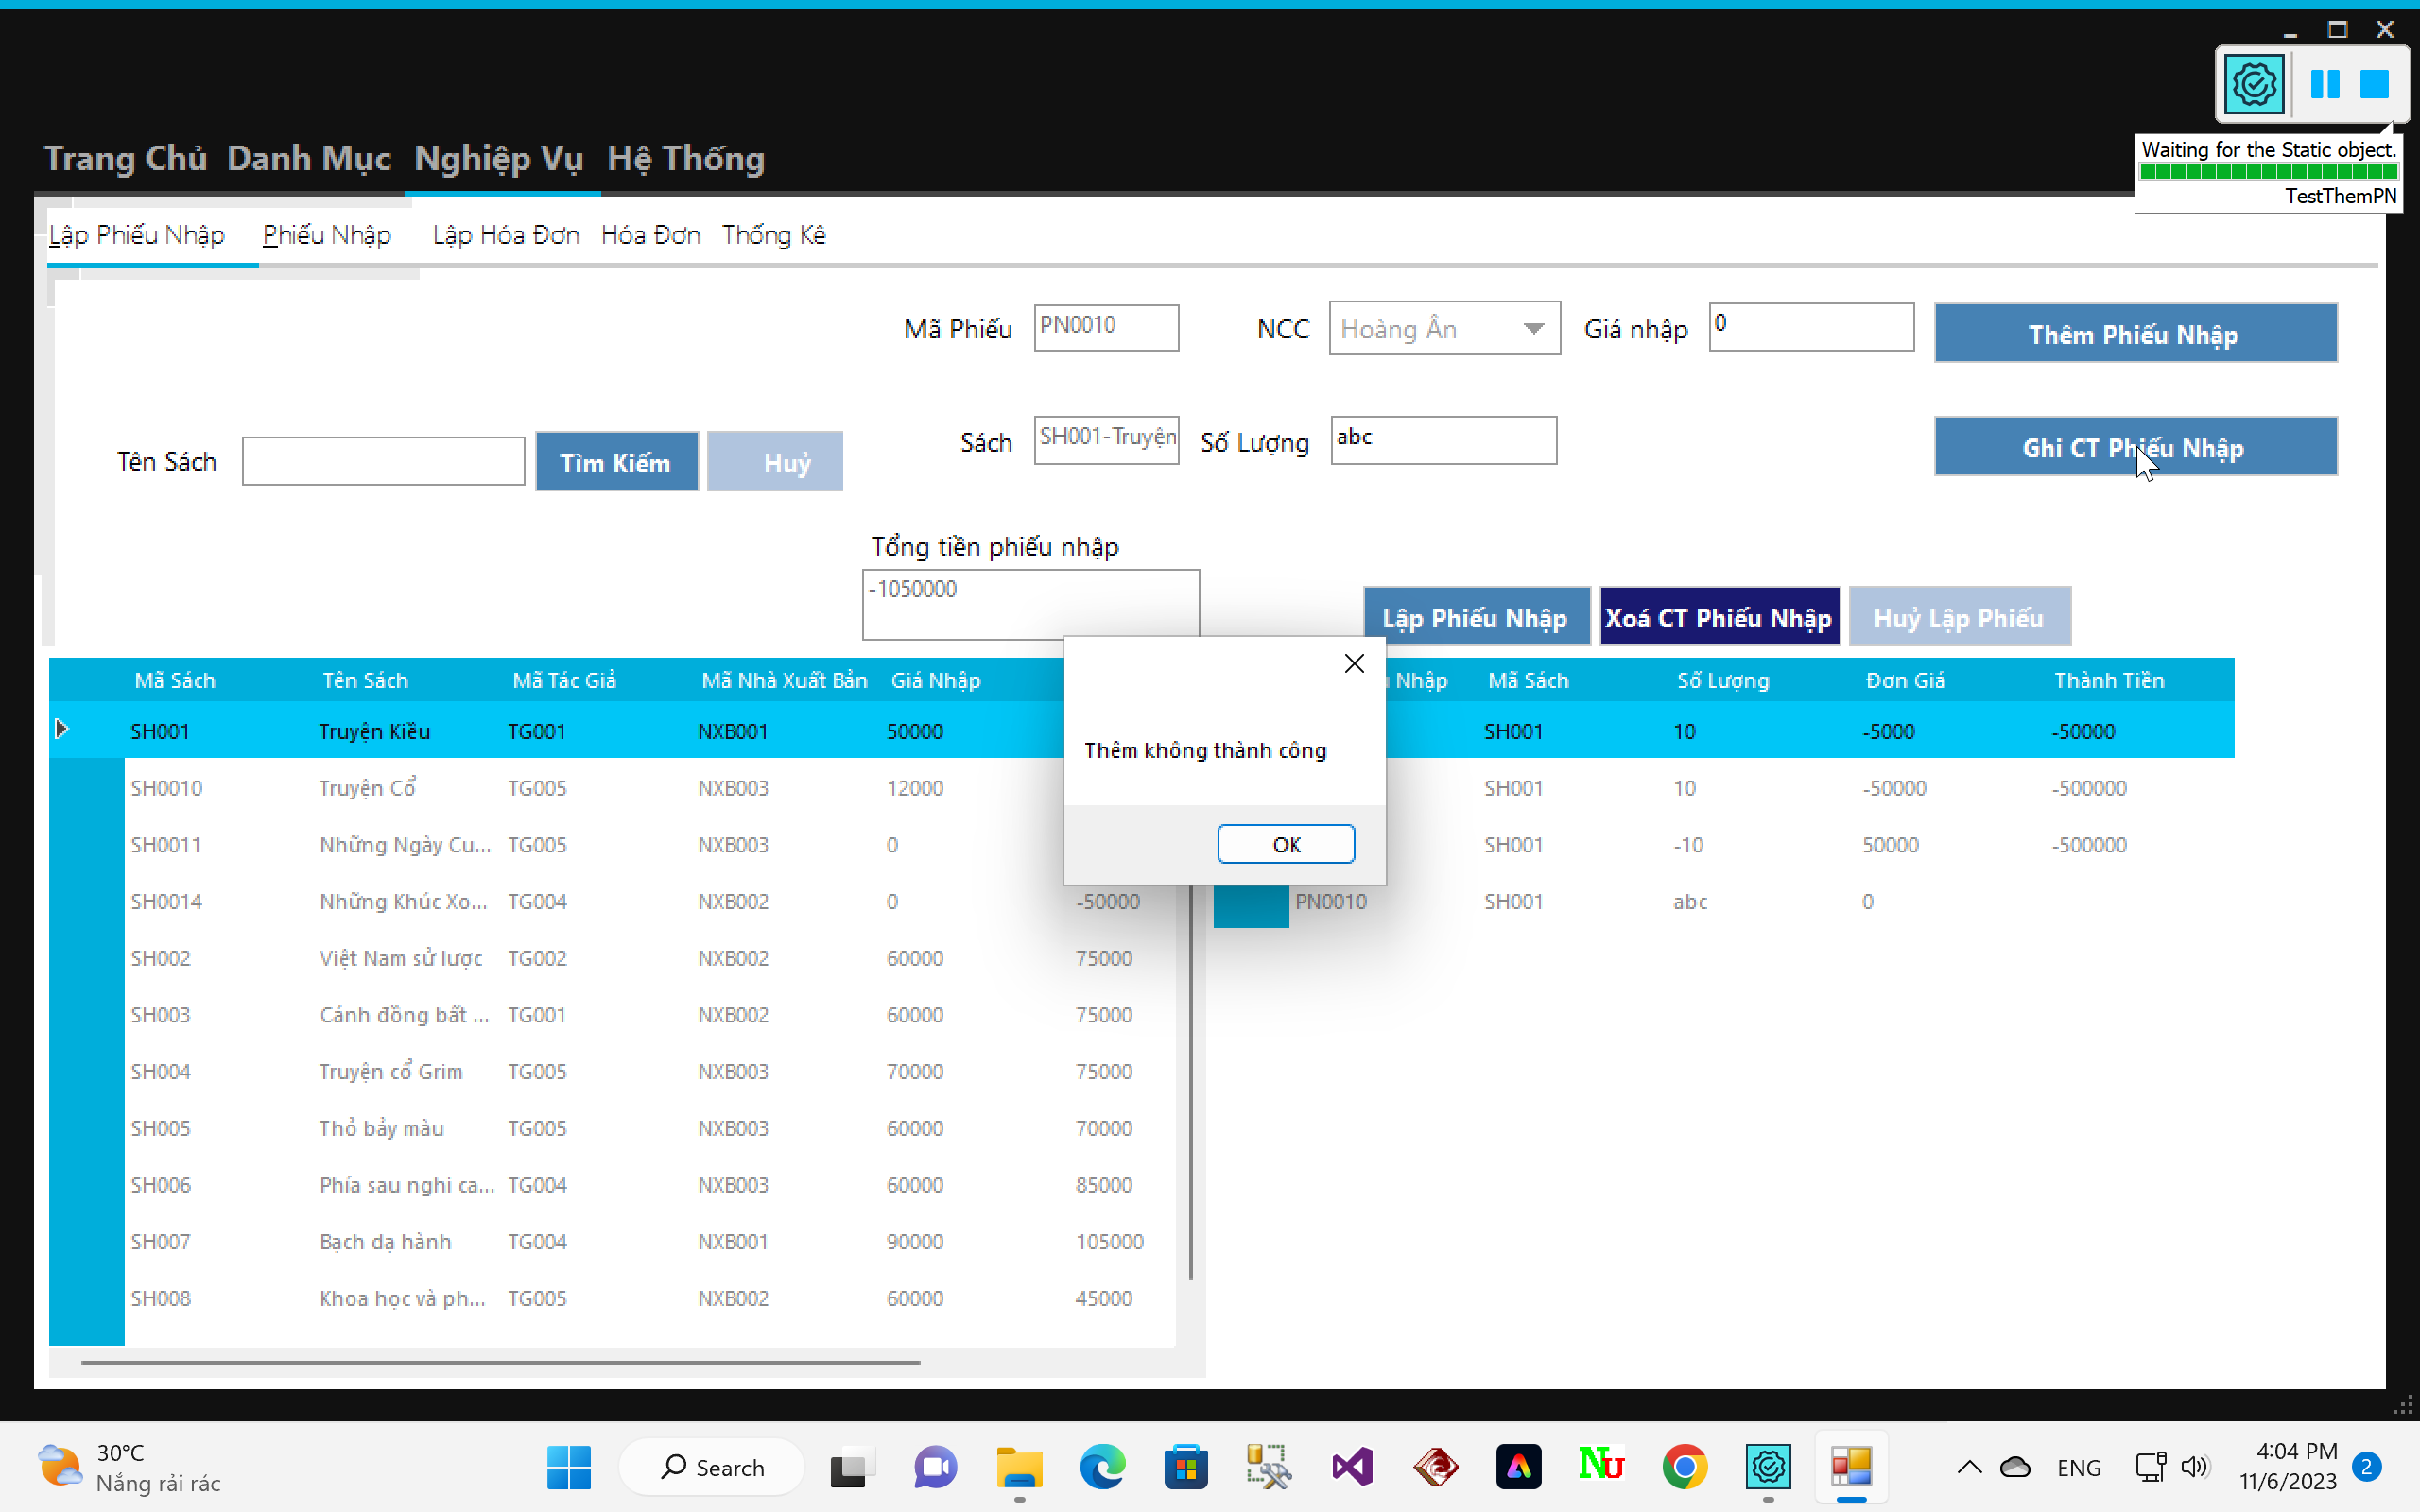 Waiting for the Static object.
TestThemPN
Trang Chủ Danh Mục Nghiệp Vụ Hệ Thống
Lập Phiếu Nhập Phiếu Nhập Lập Hóa Đơn Hóa Đơn Thống Kê
Mã Phiếu PN0010 NCC Hoàng Ân Giá nhập 0 Thêm Phiếu Nhập
Tên Sách Tìm Kiếm Huỷ
Sách SH001-Truyện Số Lượng abc Ghi CT Phiếu Nhập
Tổng tiền phiếu nhập
-1050000
Lập Phiếu Nhập Xoá CT Phiếu Nhập Huỷ Lập Phiếu
Mã Sách Tên Sách Mã Tác Giả Mã Nhà Xuất Bản Giá Nhập
SH001 Truyện Kiều TG001 NXB001 50000
SH0010 Truyện Cổ TG005 NXB003 12000
SH0011 Những Ngày Cu... TG005 NXB003 0
SH0014 Những Khúc Xo... TG004 NXB002 0 -50000
SH002 Việt Nam sử lược TG002 NXB002 60000 75000
SH003 Cánh đồng bất ... TG001 NXB002 60000 75000
SH004 Truyện cổ Grim TG005 NXB003 70000 75000
SH005 Thỏ bảy màu TG005 NXB003 60000 70000
SH006 Phía sau nghi ca... TG004 NXB003 60000 85000
SH007 Bạch dạ hành TG004 NXB001 90000 105000
SH008 Khoa học và ph... TG005 NXB002 60000 45000
Thêm không thành công
OK
Nhập Mã Sách Số Lượng Đơn Giá Thành Tiền
SH001 10 -5000 -50000
SH001 10 -50000 -500000
SH001 -10 50000 -500000
PN0010 SH001 abc 0
30°C
Nắng rải rác
Search
NU
ENG
4:04 PM
11/6/2023
2